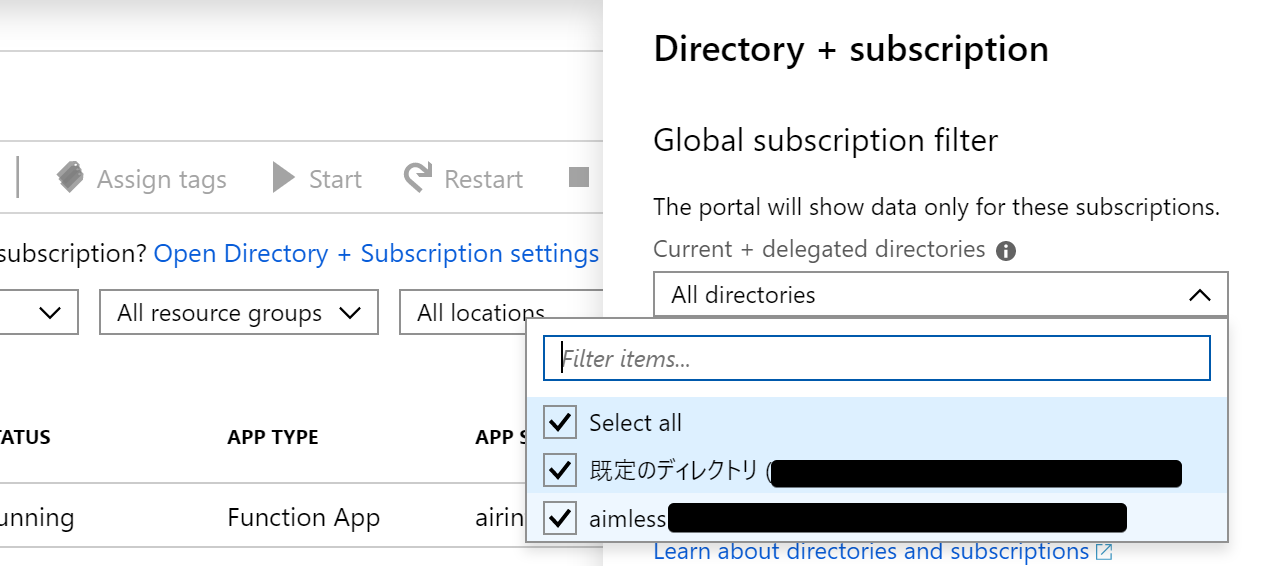 Directory + subscription
Global subscription filter
Assign tags
Start
Restart
The portal will show data only for these subscriptions.
Current + delegated directories
subscription? Open Directory + Subscription settings
All directories
All resource groups
All locations
Filter items...
Select all
TATUS
APP TYPE
APP S
既定のディレクトリ (
unning
Function App
airin
aimless
Learn about directories and subscriptions